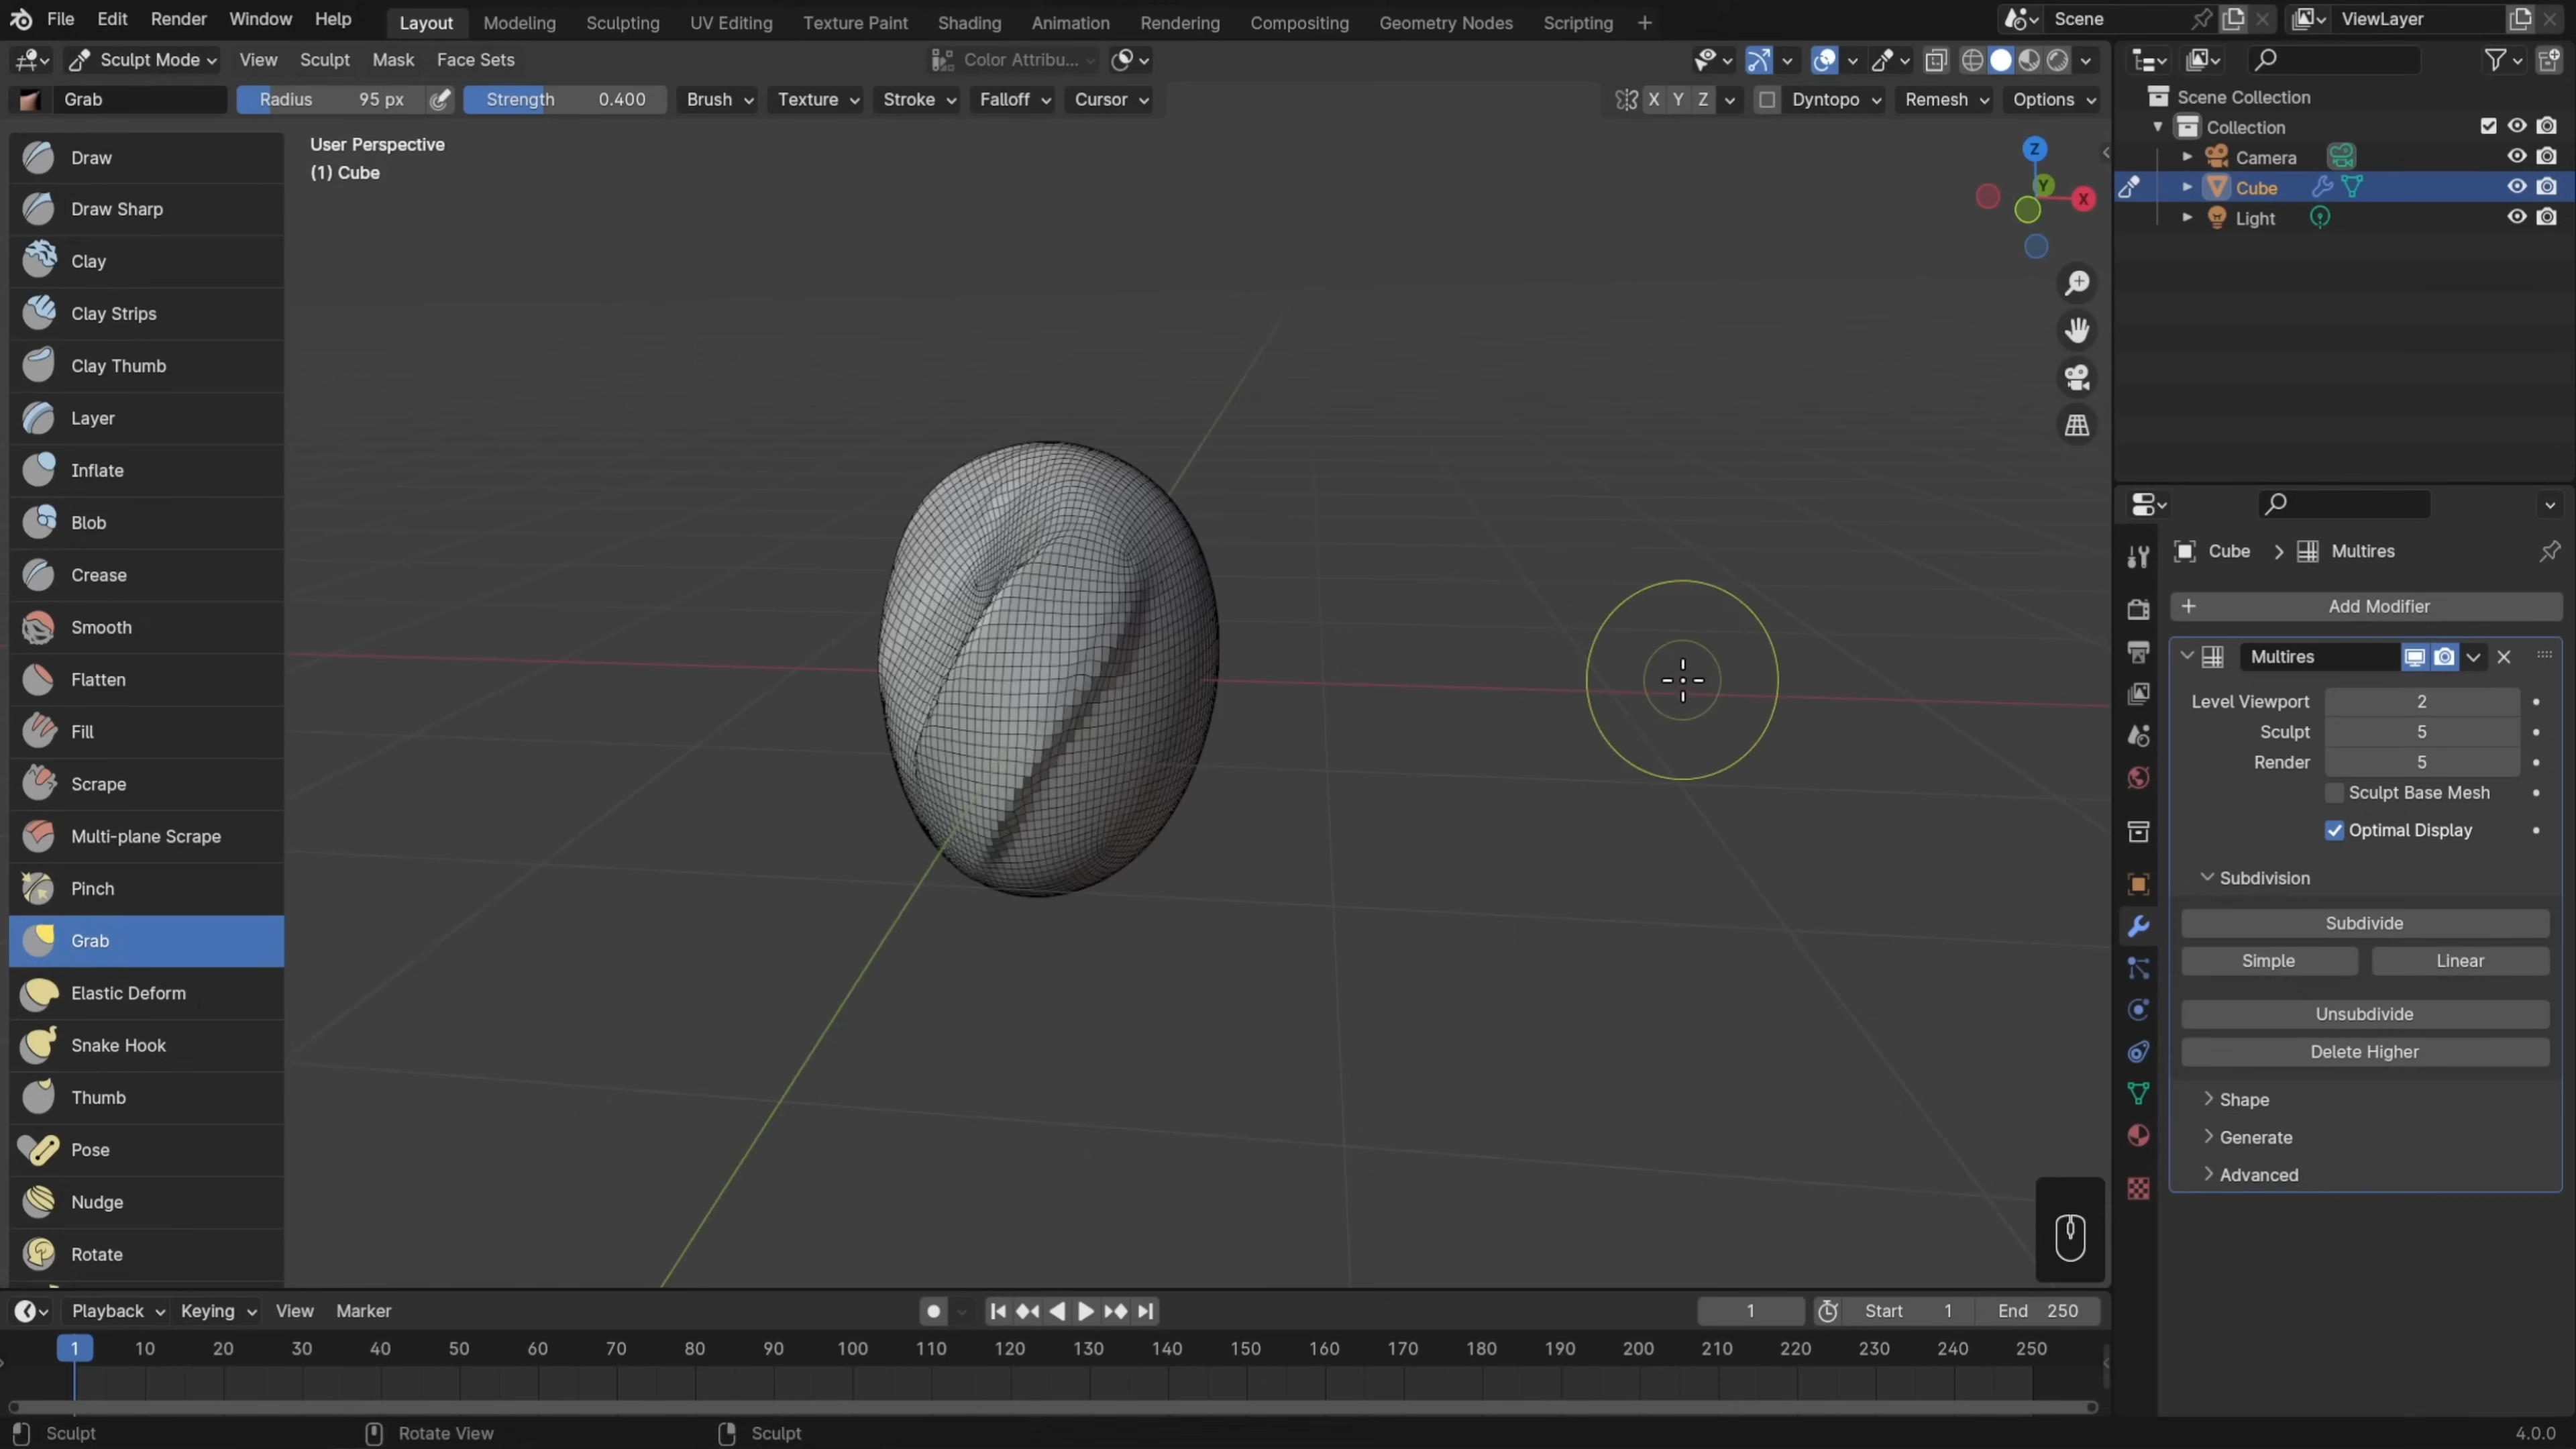 File Edit Render Window Help Layout Modeling Sculpting UV Editing Texture Paint Shading Animation Rendering Compositing Geometry Nodes Scripting + Scene ViewLayer
Sculpt Mode View Sculpt Mask Face Sets Color Attribu...
Grab Radius 95 px Strength 0.400 Brush Texture Stroke Falloff Cursor X Y Z Dyntopo Remesh Options
User Perspective
(1) Cube
Z
Y
X
Draw
Draw Sharp
Clay
Clay Strips
Clay Thumb
Layer
Inflate
Blob
Crease
Smooth
Flatten
Fill
Scrape
Multi-plane Scrape
Pinch
Grab
Elastic Deform
Snake Hook
Thumb
Pose
Nudge
Rotate
Scene Collection
Collection
Camera
Cube
Light
Cube > Multires
+ Add Modifier
Multires
Level Viewport 2
Sculpt 5
Render 5
Sculpt Base Mesh
Optimal Display
Subdivision
Subdivide
Simple Linear
Unsubdivide
Delete Higher
Shape
Generate
Advanced
Playback Keying View Marker 1 Start 1 End 250
1 10 20 30 40 50 60 70 80 90 100 110 120 130 140 150 160 170 180 190 200 210 220 230 240 250
Sculpt Rotate View Sculpt 4.0.0